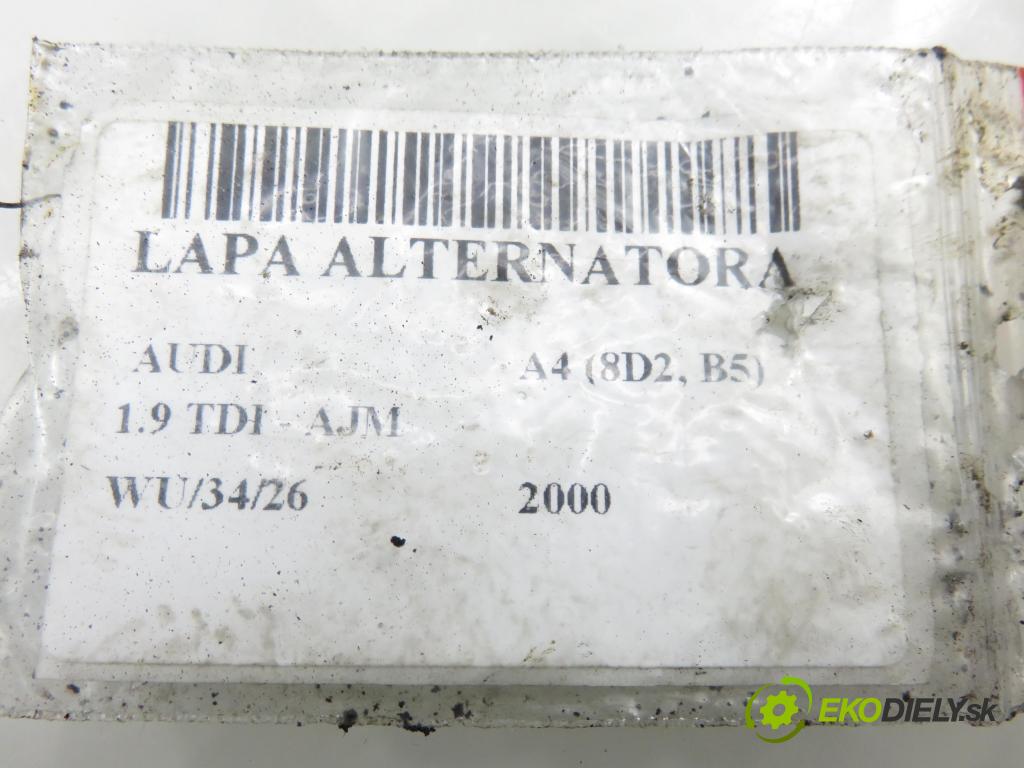 LAPA ALTERNATORA
AUDI A4 (8D2, B5)
1.9 TDI - AJM
WU/34/26 2000
EKODIELY.sk